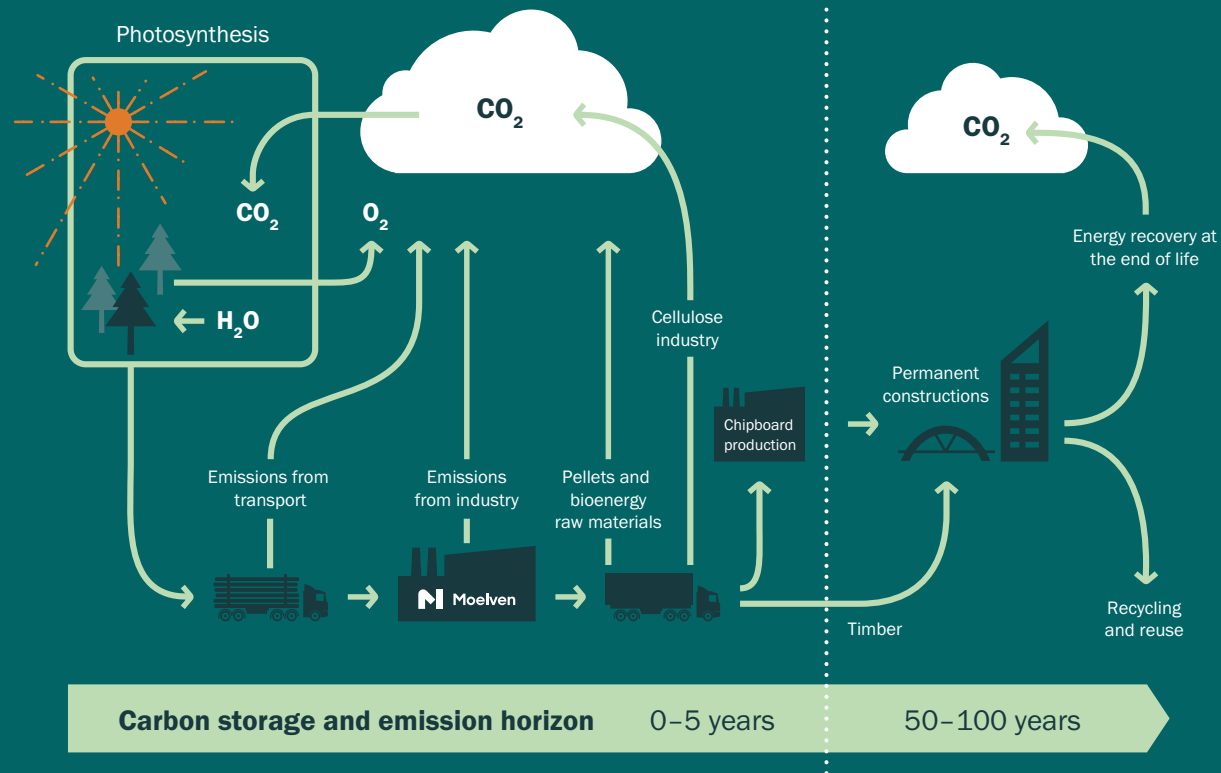 Photosynthesis
CO₂
CO₂
CO₂
O₂
H₂O
Energy recovery at
the end of life
Cellulose
industry
Permanent
constructions
Chipboard
production
Emissions from
transport
Emissions
from industry
Pellets and
bioenergy
raw materials
Moelven
Timber
Recycling
and reuse
Carbon storage and emission horizon 0–5 years 50–100 years